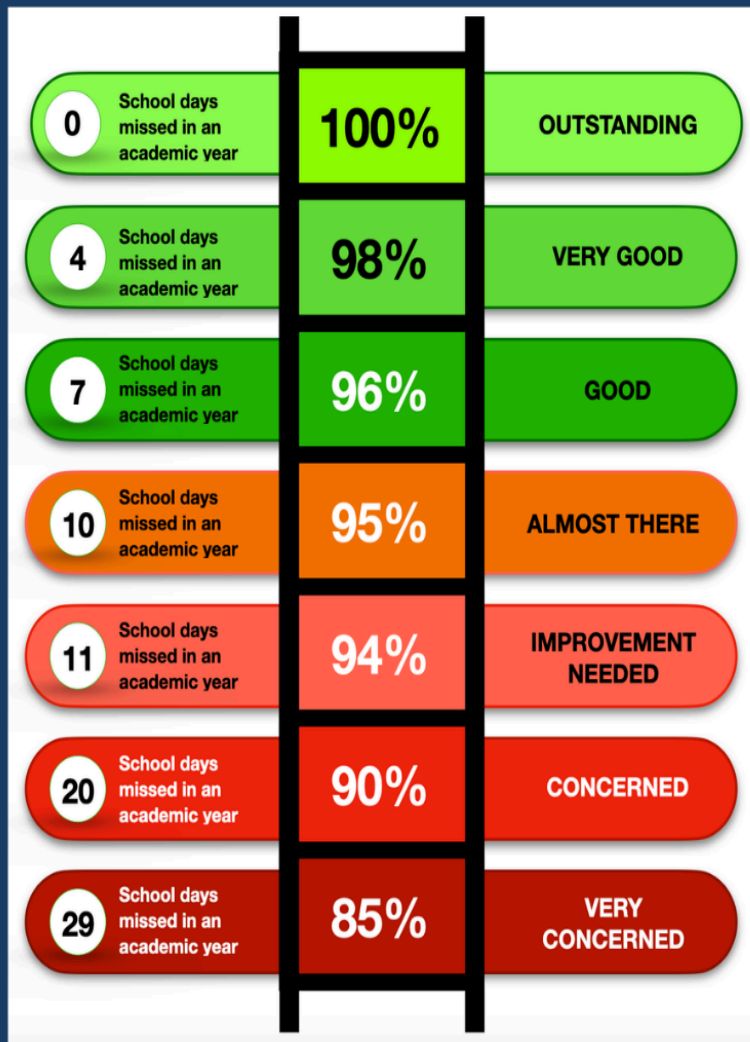 0
School days
missed in an
academic year
100%
OUTSTANDING
4
School days
missed in an
academic year
98%
VERY GOOD
7
School days
missed in an
academic year
96%
GOOD
10
School days
missed in an
academic year
95%
ALMOST THERE
11
School days
missed in an
academic year
94%
IMPROVEMENT
NEEDED
20
School days
missed in an
academic year
90%
CONCERNED
29
School days
missed in an
academic year
85%
VERY
CONCERNED